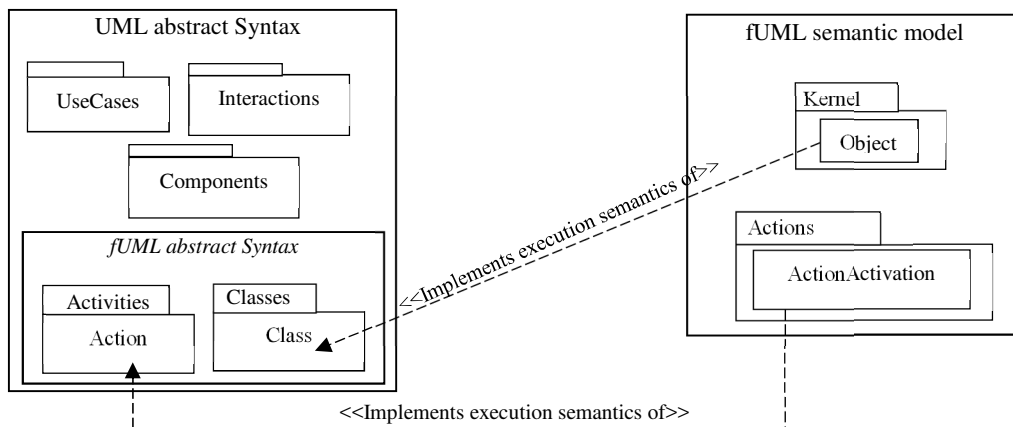 UML abstract Syntax
UseCases
Interactions
Components
fUML abstract Syntax
Activities
Action
Classes
Class
<<Implements execution semantics of>>
fUML semantic model
Kernel
Object
Actions
ActionActivation
<<Implements execution semantics of>>